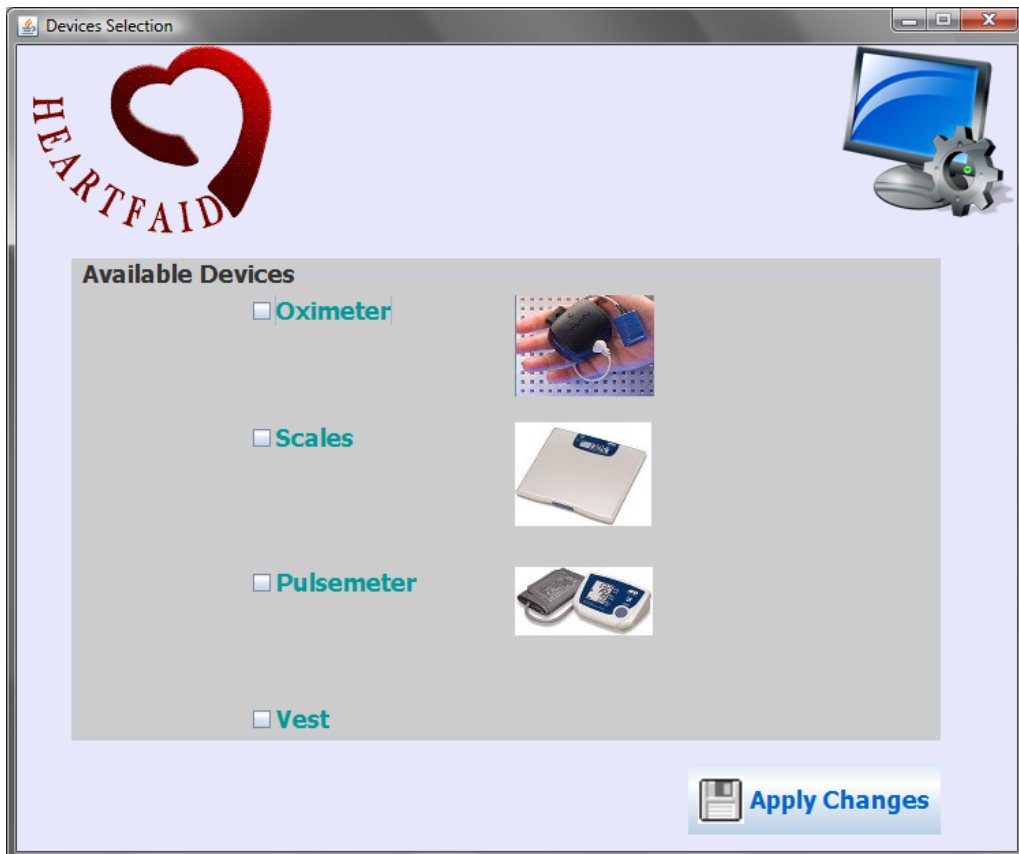 Devices Selection
HEARTFAID
Available Devices
Oximeter
Scales
Pulsemeter
Vest
Apply Changes